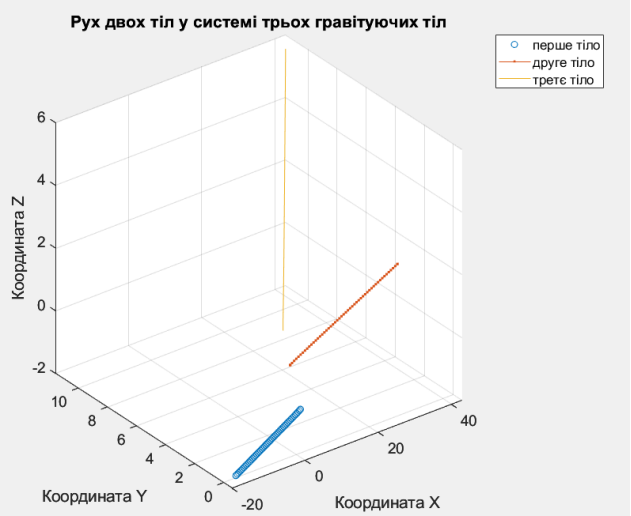 Рух двох тіл у системі трьох гравітуючих тіл
перше тіло
друге тіло
третє тіло
6
4
2
0
-2
Координата Z
10
8
6
4
2
0
Координата Y
-20
0
20
40
Координата X